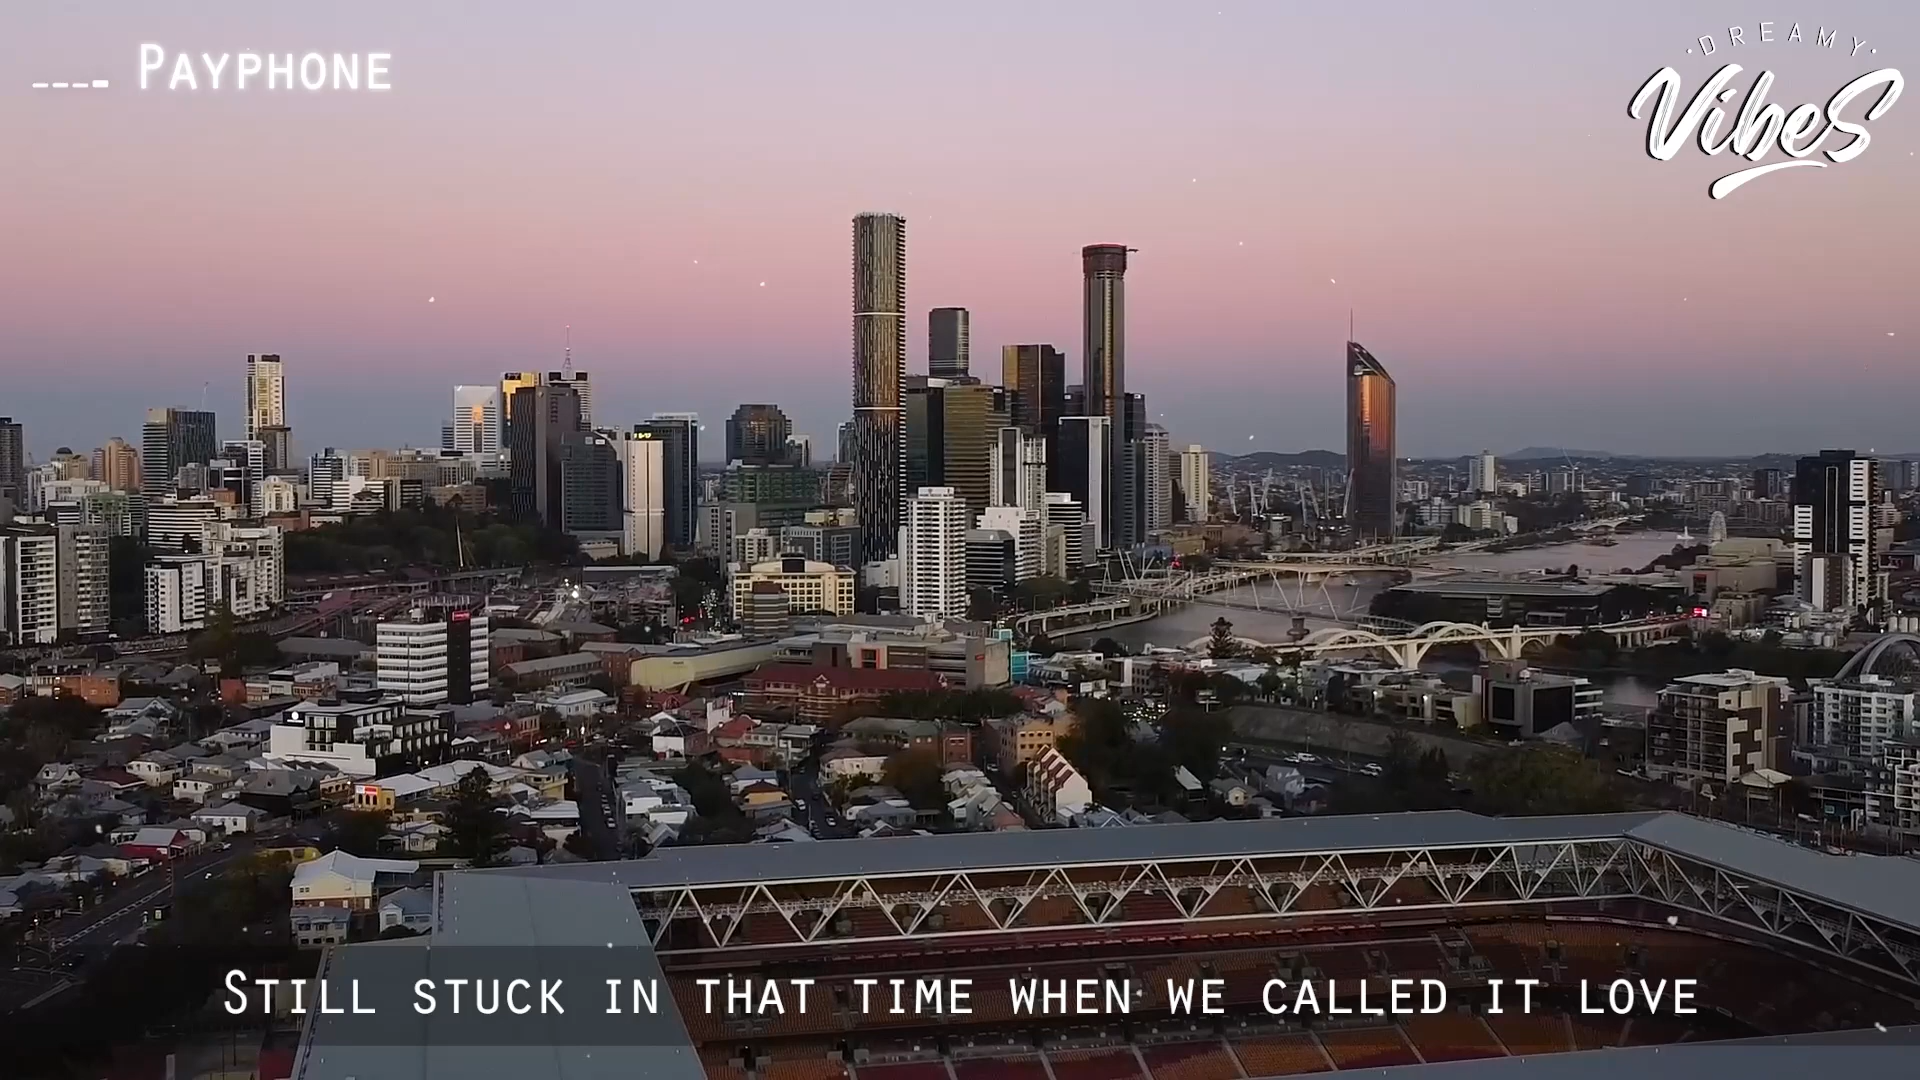 PAYPHONE
·DREAMY·
Vibes
STILL STUCK IN THAT TIME WHEN WE CALLED IT LOVE